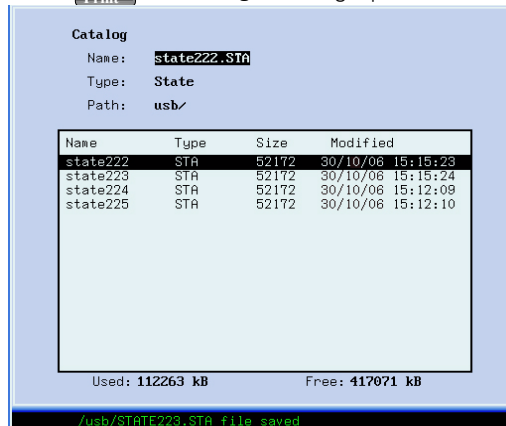 Catalog
Name: state222.STA
Type: State
Path: usb/
Name Type Size Modified
state222 STA 52172 30/10/06 15:15:23
state223 STA 52172 30/10/06 15:15:24
state224 STA 52172 30/10/06 15:12:09
state225 STA 52172 30/10/06 15:12:10
Used: 112263 kB Free: 417071 kB
/usb/STATE223.STA file saved